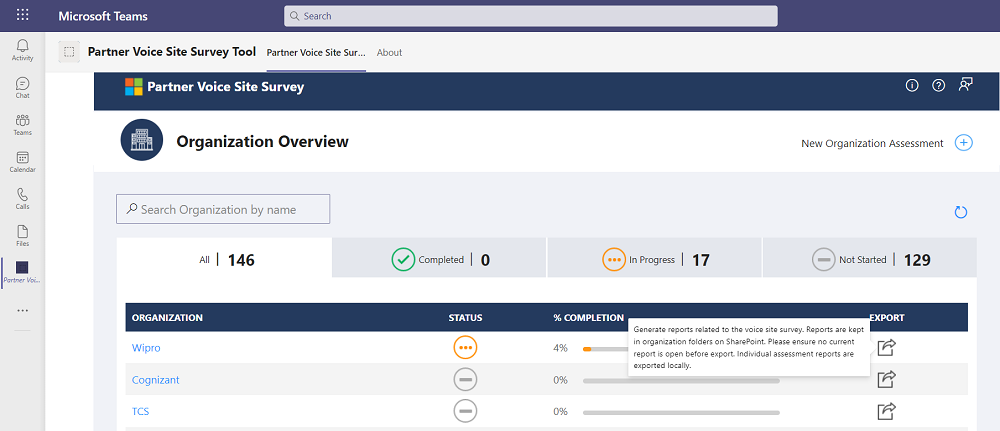 Microsoft Teams
Search
Activity
Chat
Teams
Calendar
Calls
Files
Partner Voi...
Partner Voice Site Survey Tool
Partner Voice Site Sur...
About
Partner Voice Site Survey
Organization Overview
New Organization Assessment
Search Organization by name
All | 146
Completed | 0
In Progress | 17
Not Started | 129
ORGANIZATION STATUS % COMPLETION EXPORT
Generate reports related to the voice site survey. Reports are kept
in organization folders on SharePoint. Please ensure no current
report is open before export. Individual assessment reports are
exported locally.
Wipro 4%
Cognizant 0%
TCS 0%